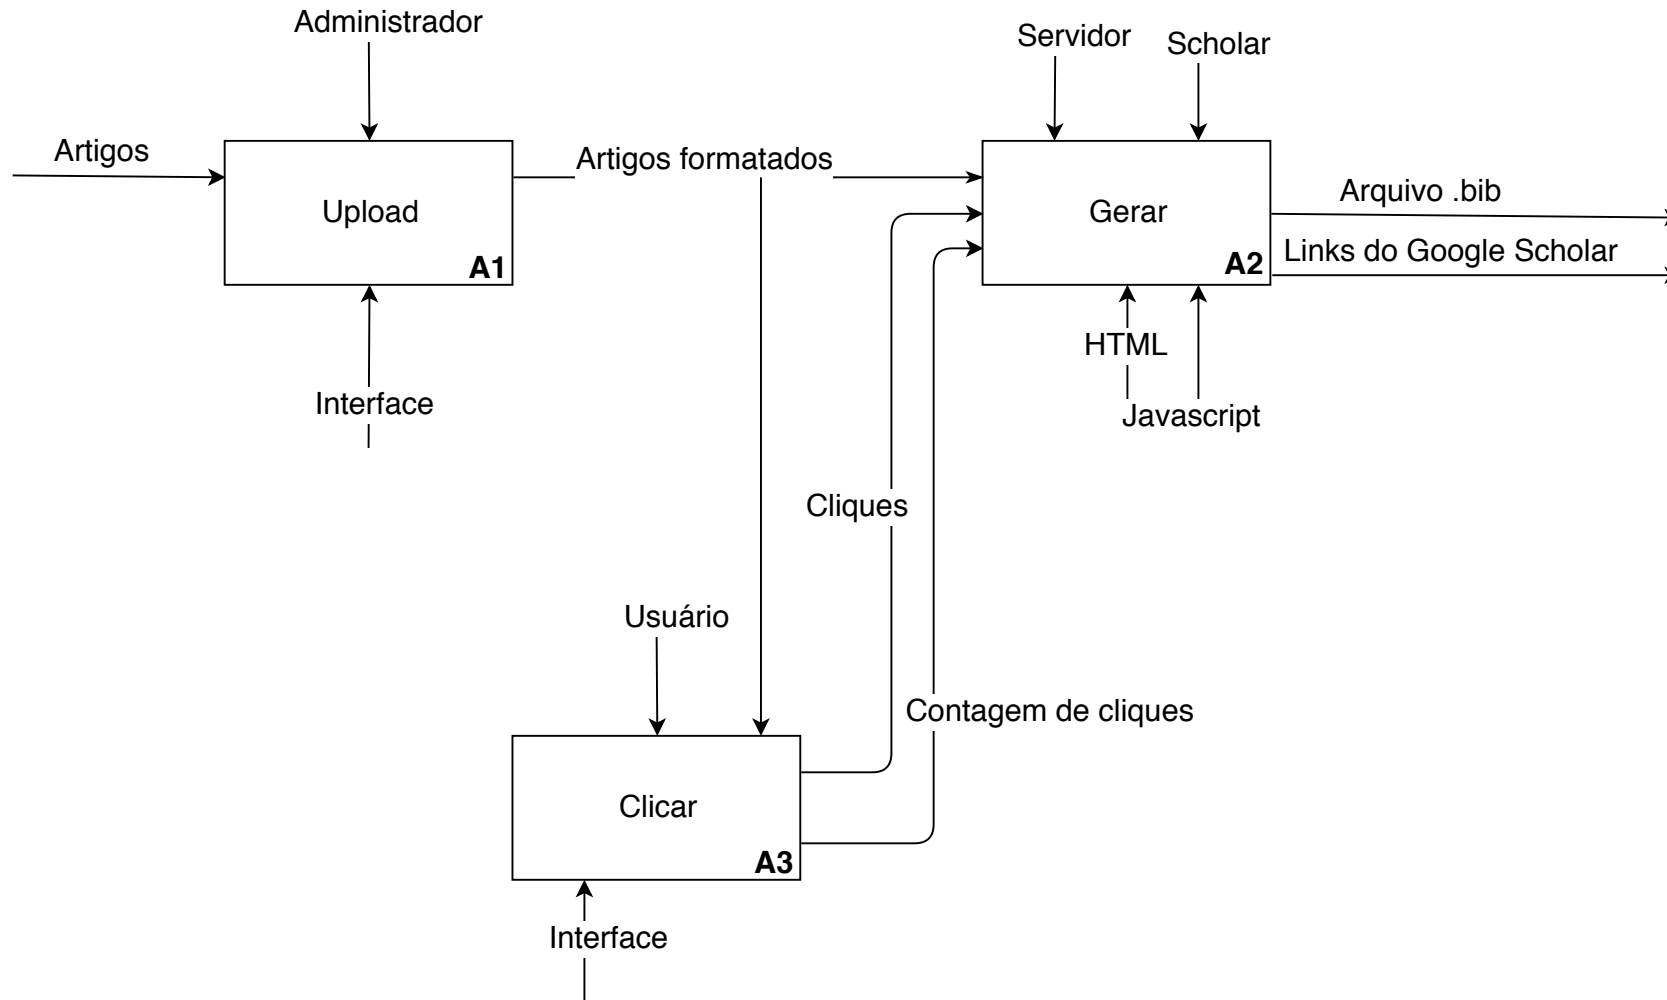 Administrador
Servidor
Scholar
Artigos
Artigos formatados
Upload
A1
Gerar
A2
Arquivo .bib
Links do Google Scholar
HTML
Javascript
Interface
Cliques
Usuário
Contagem de cliques
Clicar
A3
Interface